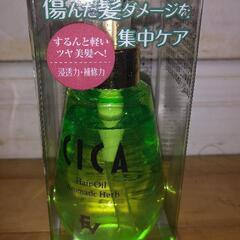 傷んだ髪ダメージを
集中ケア
するんと軽い
ツヤ美髪へ!
浸透力・補修力
CICA
Hair Oil
Aromatic Herb